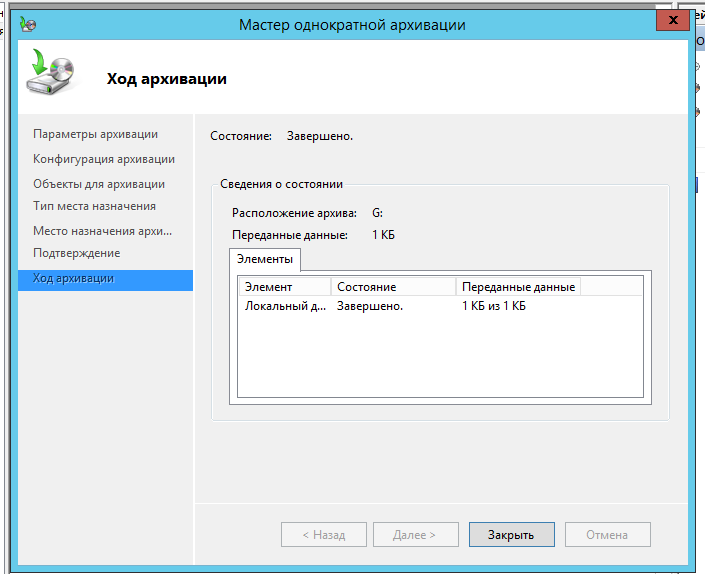 Мастер однократной архивации
x
Ход архивации
Параметры архивации
Конфигурация архивации
Объекты для архивации
Тип места назначения
Место назначения архи...
Подтверждение
Ход архивации
Состояние: Завершено.
Сведения о состоянии
Расположение архива: G:
Переданные данные: 1 КБ
Элементы
Элемент Состояние Переданные данные
Локальный д... Завершено. 1 КБ из 1 КБ
< Назад Далее > Закрыть Отмена